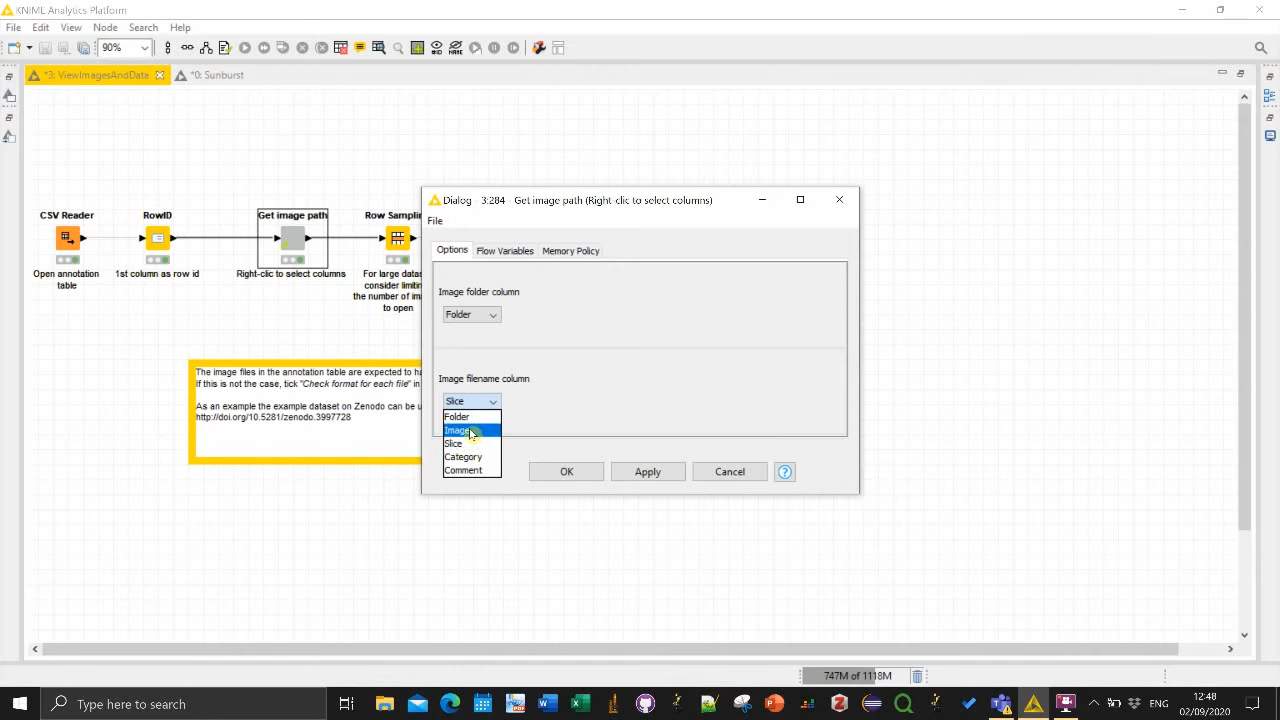 KNIME Analytics Platform
File Edit View Node Search Help
90%
*3: ViewImagesAndData
*0: Sunburst
CSV Reader
RowID
Get image path
Row Samplin
Open annotation
table
1st column as row id
Right-clic to select columns
For large datas
consider limitin
the number of im
to open
The image files in the annotation table are expected to ha
If this is not the case, tick "Check format for each file" in
As an example the example dataset on Zenodo can be u
http://doi.org/10.5281/zenodo.3997728
Dialog - 3:284 - Get image path (Right-clic to select columns)
File
Options Flow Variables Memory Policy
Image folder column
Folder
Image filename column
Slice
Folder
Image
Slice
Category
Comment
OK Apply Cancel
747M of 1118M
Type here to search
ENG
12:48
02/09/2020